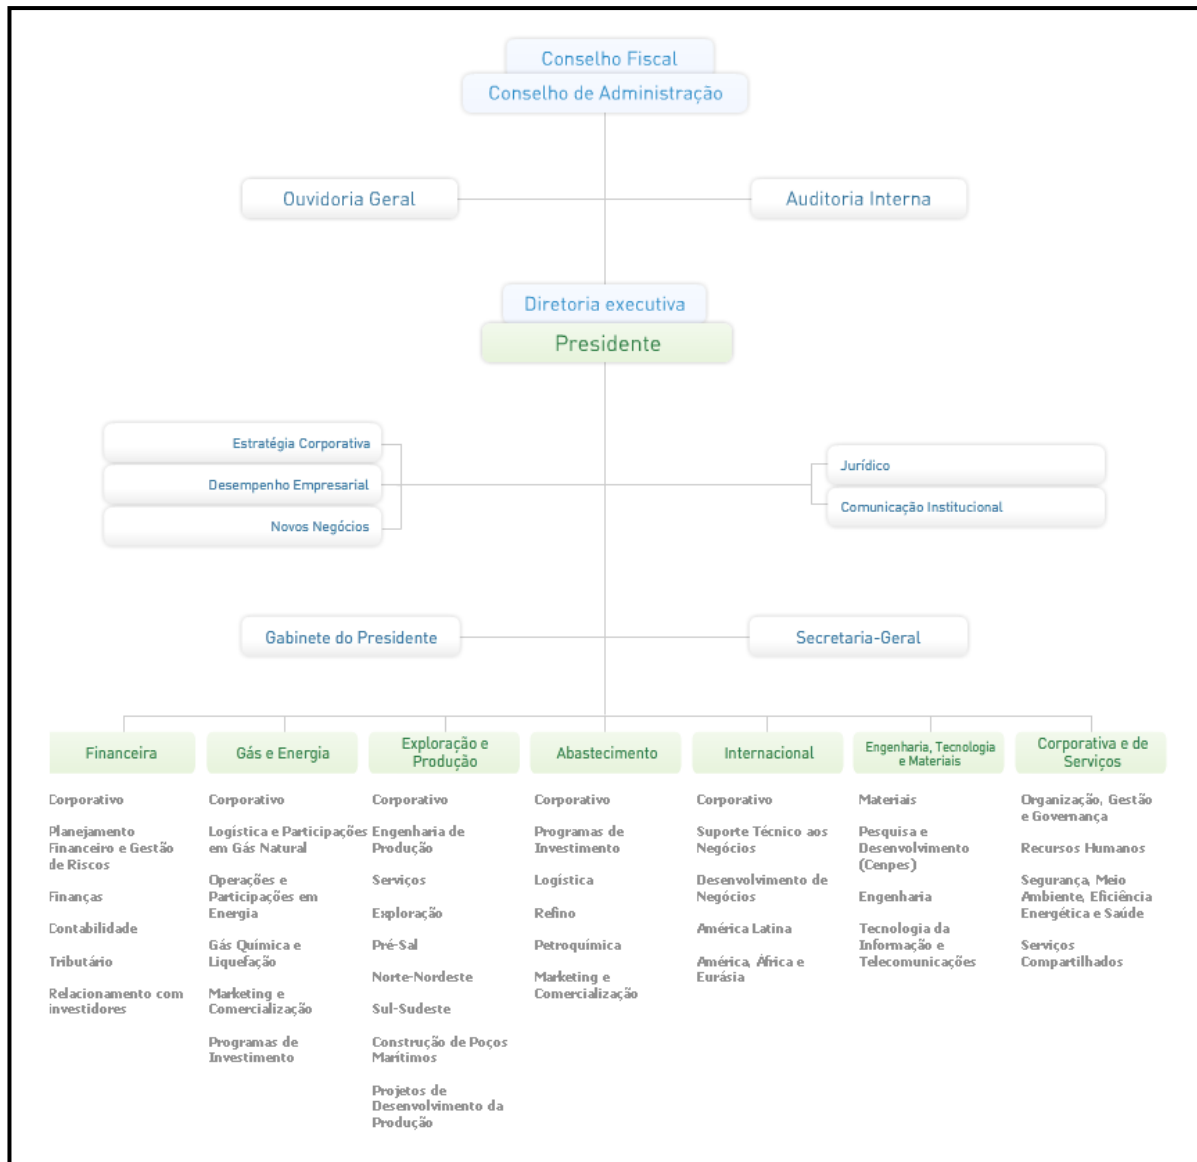 Conselho Fiscal
Conselho de Administração
Ouvidoria Geral
Auditoria Interna
Diretoria executiva
Presidente
Estratégia Corporativa
Desempenho Empresarial
Novos Negócios
Jurídico
Comunicação Institucional
Gabinete do Presidente
Secretaria-Geral
Financeira
Corporativo
Planejamento
Financeiro e Gestão
de Riscos
Finanças
Contabilidade
Tributário
Relacionamento com
investidores
Gás e Energia
Corporativo
Logística e Participações
em Gás Natural
Operações e
Participações em
Energia
Gás Química e
Liquefação
Marketing e
Comercialização
Programas de
Investimento
Exploração e
Produção
Corporativo
Engenharia de
Produção
Serviços
Exploração
Pré-Sal
Norte-Nordeste
Sul-Sudeste
Construção de Poços
Marítimos
Projetos de
Desenvolvimento da
Produção
Abastecimento
Corporativo
Programas de
Investimento
Logística
Refino
Petroquímica
Marketing e
Comercialização
Internacional
Corporativo
Suporte Técnico aos
Negócios
Desenvolvimento de
Negócios
América Latina
América, África e
Eurásia
Engenharia, Tecnologia
e Materiais
Materiais
Pesquisa e
Desenvolvimento
(Cenpes)
Engenharia
Tecnologia da
Informação e
Telecomunicações
Corporativa e de
Serviços
Organização, Gestão
e Governança
Recursos Humanos
Segurança, Meio
Ambiente, Eficiência
Energética e Saúde
Serviços
Compartilhados